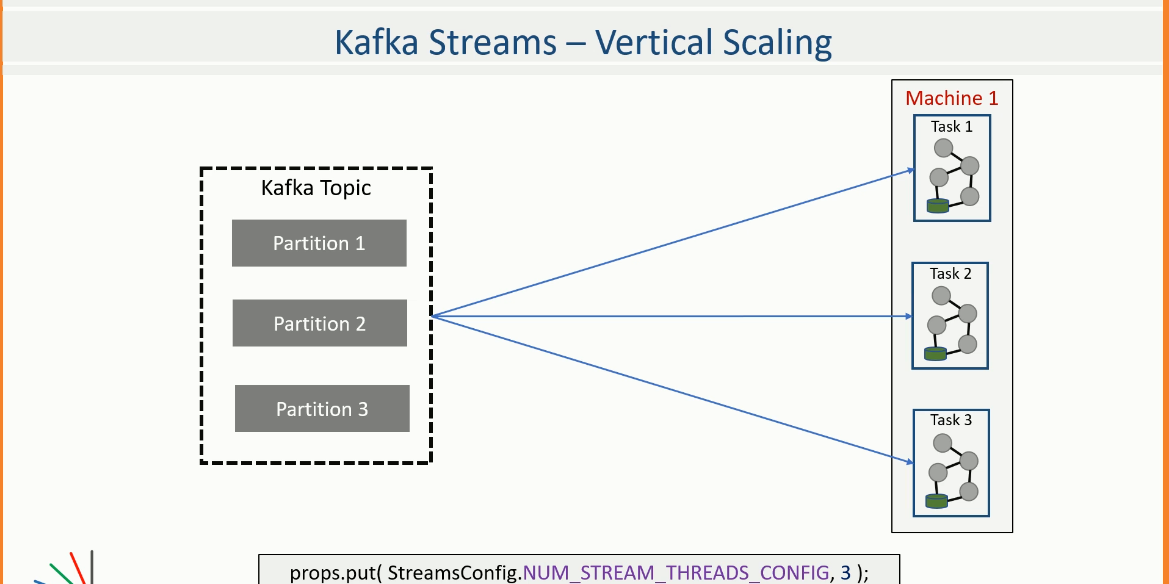 Kafka Streams – Vertical Scaling
Machine 1
Task 1
Kafka Topic
Partition 1
Task 2
Partition 2
Partition 3
Task 3
props.put( StreamsConfig.NUM_STREAM_THREADS_CONFIG, 3 );